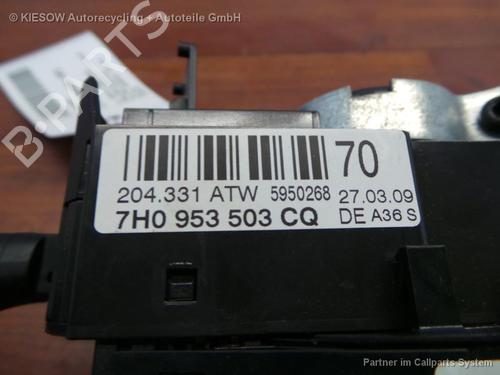 © KIESOW Autorecycling + Autoteile GmbH
70
204.331 ATW 5950268 27.03.09
7H0 953 503 CQ DE A36 S
Partner im Callparts System